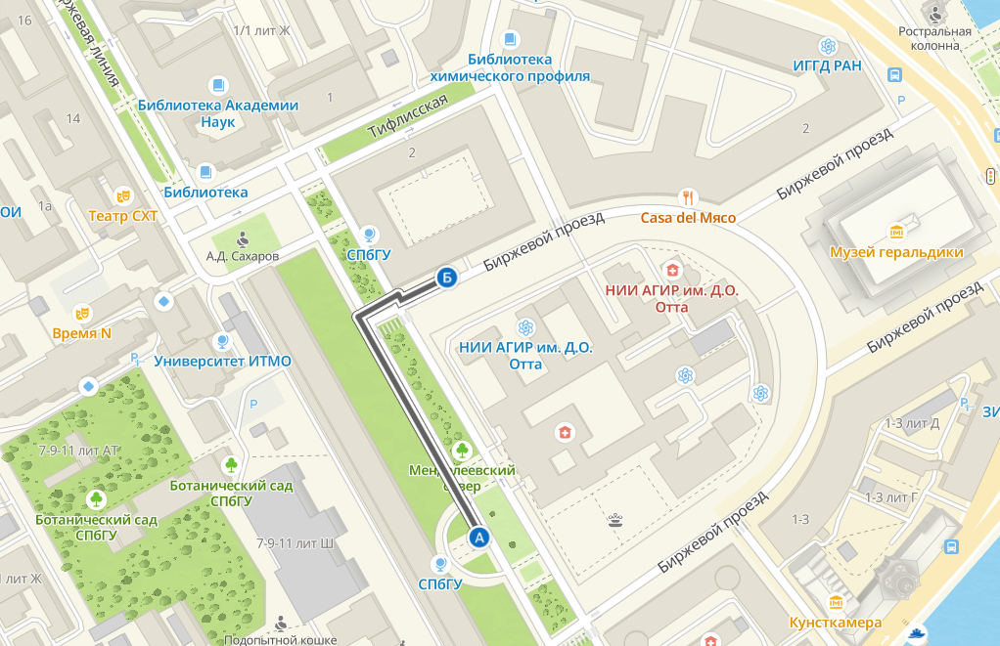 16
Биржевая линия
1/1 лит Ж
Ростральная
колонна
Библиотека
химического профиля
ИГГД РАН
Библиотека Академии
Наук
1
Тифлисская
P
14
2
2
Биржевой проезд
Библиотека
1а
ОИ
Театр СХТ
Casa del Мясо
Биржевой проезд
А.Д. Сахаров
СПбГУ
Музей геральдики
Б
НИИ АГИР им. Д.О.
Отта
Биржевой проезд
Время N
НИИ АГИР им. Д.О.
Отта
P
Университет ИТМО
P
P
ЗИ
1-3 лит Д
7-9-11 лит АТ
Менделеевский
сквер
Ботанический сад
СПбГУ
Ботанический сад
СПбГУ
1-3 лит Г
1-3
Биржевой проезд
А
7-9-11 лит Ш
1 лит Ж
СПбГУ
Кунсткамера
Подопытной кошке